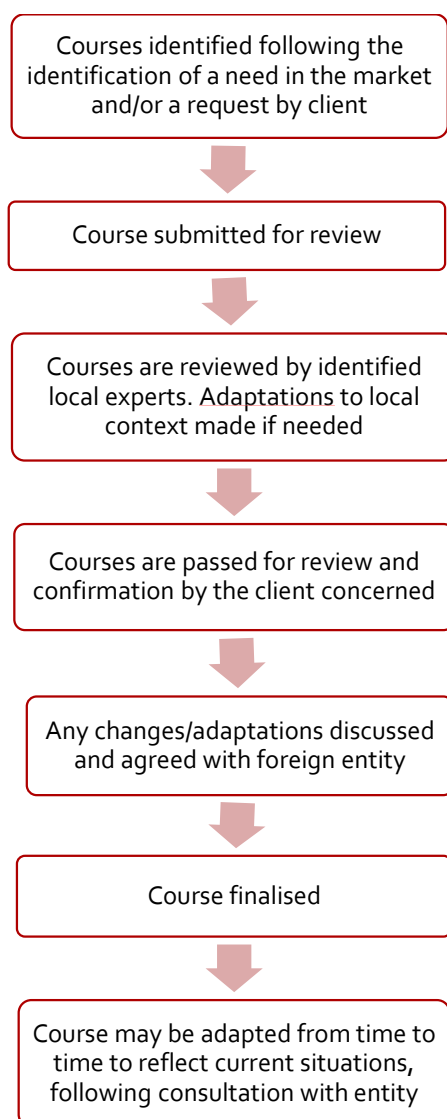 Courses identified following the
identification of a need in the market
and/or a request by client
Course submitted for review
Courses are reviewed by identified
local experts. Adaptations to local
context made if needed
Courses are passed for review and
confirmation by the client concerned
Any changes/adaptations discussed
and agreed with foreign entity
Course finalised
Course may be adapted from time to
time to reflect current situations,
following consultation with entity